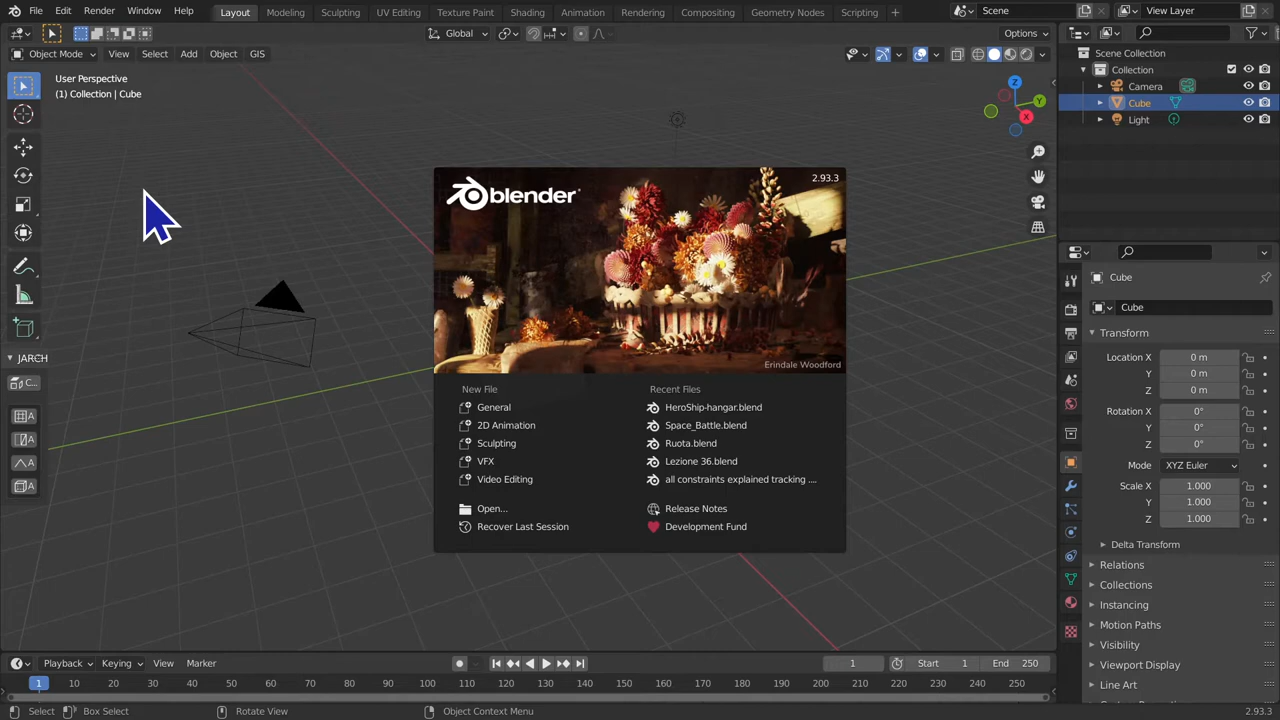 File Edit Render Window Help Layout Modeling Sculpting UV Editing Texture Paint Shading Animation Rendering Compositing Geometry Nodes Scripting + Scene View Layer
Global Options
Object Mode View Select Add Object GIS
User Perspective
(1) Collection | Cube
Z
Y
X
Scene Collection
Collection
Camera
Cube
Light
blender
2.93.3
Erindale Woodford
New File
General
2D Animation
Sculpting
VFX
Video Editing
Open...
Recover Last Session
Recent Files
HeroShip-hangar.blend
Space_Battle.blend
Ruota.blend
Lezione 36.blend
all constraints explained tracking ....
Release Notes
Development Fund
JARCH
C...
A
A
A
A
Cube
Cube
Transform
Location X 0 m
Y 0 m
Z 0 m
Rotation X 0°
Y 0°
Z 0°
Mode XYZ Euler
Scale X 1.000
Y 1.000
Z 1.000
Delta Transform
Relations
Collections
Instancing
Motion Paths
Visibility
Viewport Display
Line Art
Playback Keying View Marker 1 Start 1 End 250
1 10 20 30 40 50 60 70 80 90 100 110 120 130 140 150 160 170 180 190 200 210 220 230 240 250
Select Box Select Rotate View Object Context Menu 2.93.3